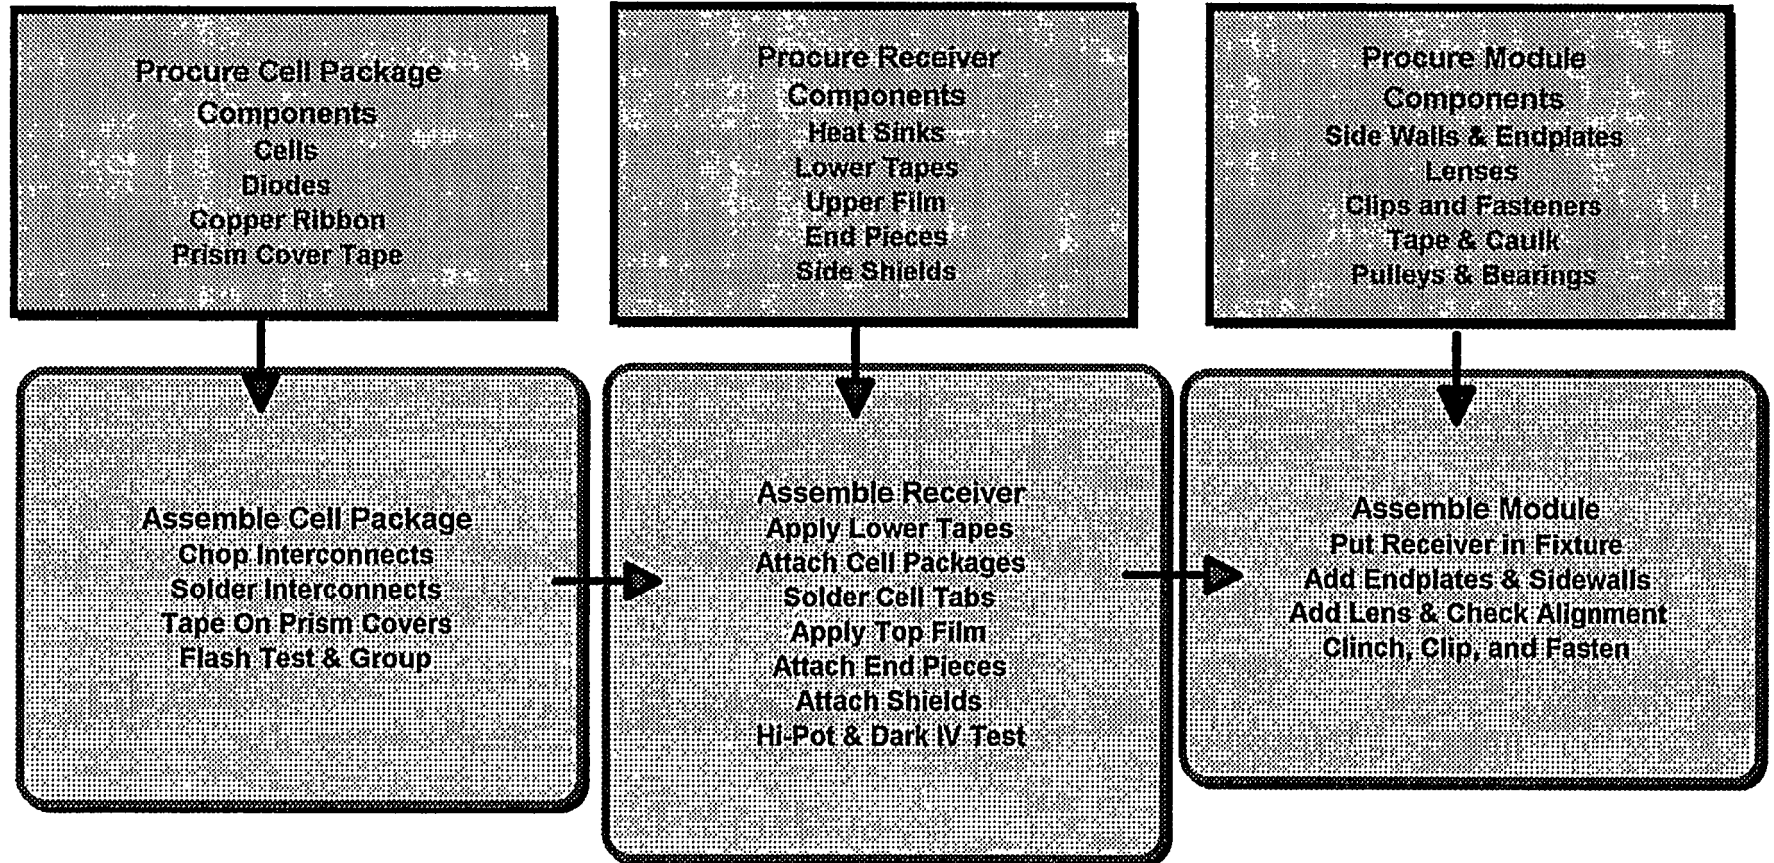 Procure Cell Package
Components
Cells
Diodes
Copper Ribbon
Prism Cover Tape
Procure Receiver
Components
Heat Sinks
Lower Tapes
Upper Film
End Pieces
Side Shields
Procure Module
Components
Side Walls & Endplates
Lenses
Clips and Fasteners
Tape & Caulk
Pulleys & Bearings
Assemble Cell Package
Chop Interconnects
Solder Interconnects
Tape On Prism Covers
Flash Test & Group
Assemble Receiver
Apply Lower Tapes
Attach Cell Packages
Solder Cell Tabs
Apply Top Film
Attach End Pieces
Attach Shields
Hi-Pot & Dark IV Test
Assemble Module
Put Receiver in Fixture
Add Endplates & Sidewalls
Add Lens & Check Alignment
Clinch, Clip, and Fasten